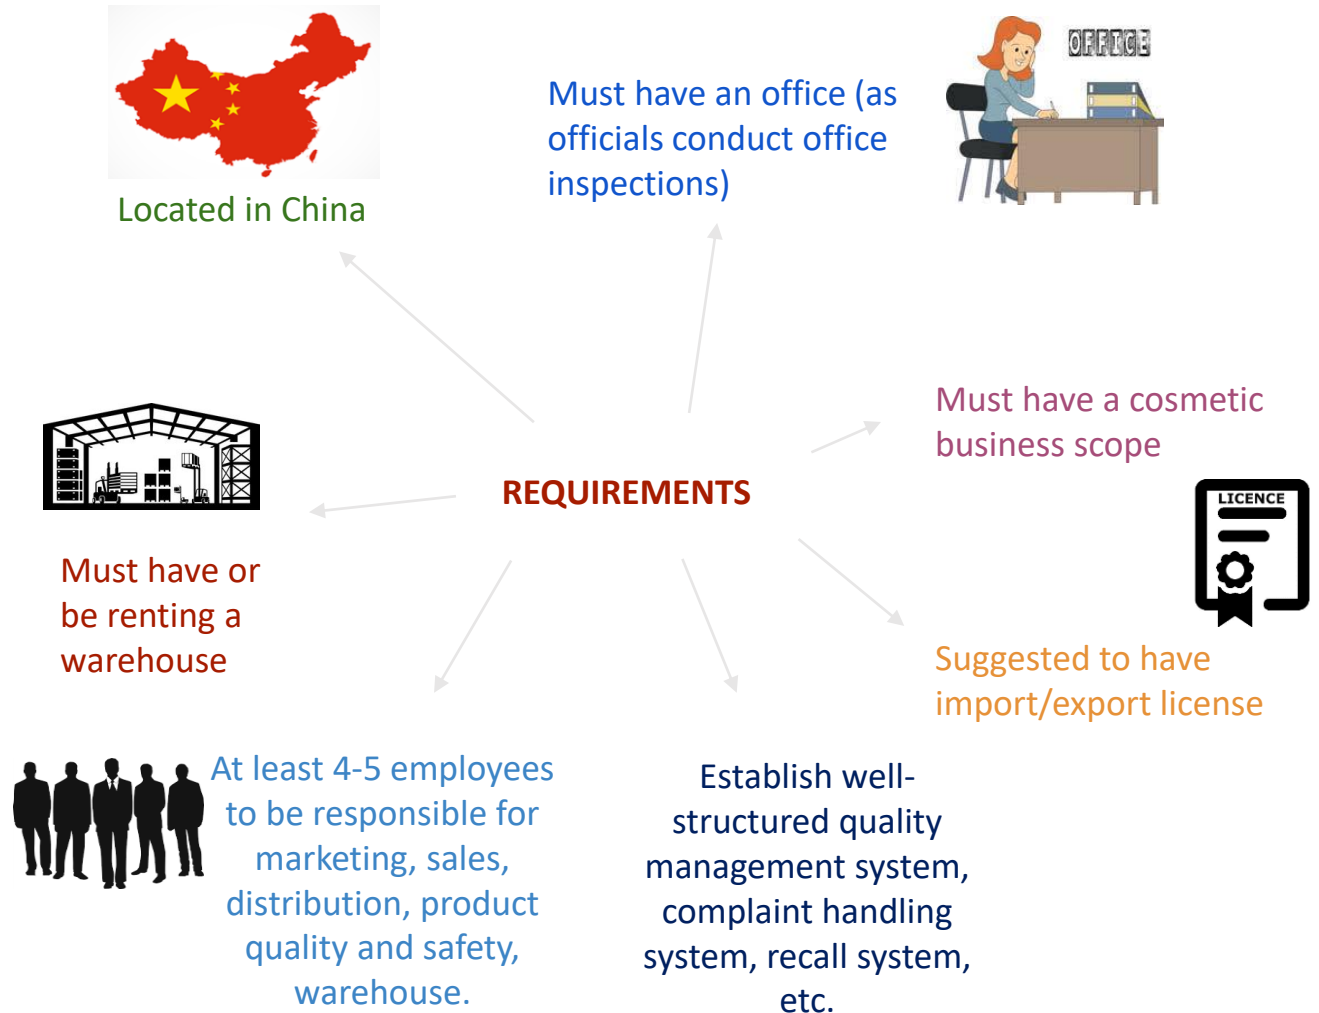 OFFICE
Must have an office (as
officials conduct office
inspections)
Located in China
Must have a cosmetic
business scope
REQUIREMENTS
LICENCE
Must have or
be renting a
warehouse
Suggested to have
import/export license
At least 4-5 employees
to be responsible for
marketing, sales,
distribution, product
quality and safety,
warehouse.
Establish well-
structured quality
management system,
complaint handling
system, recall system,
etc.